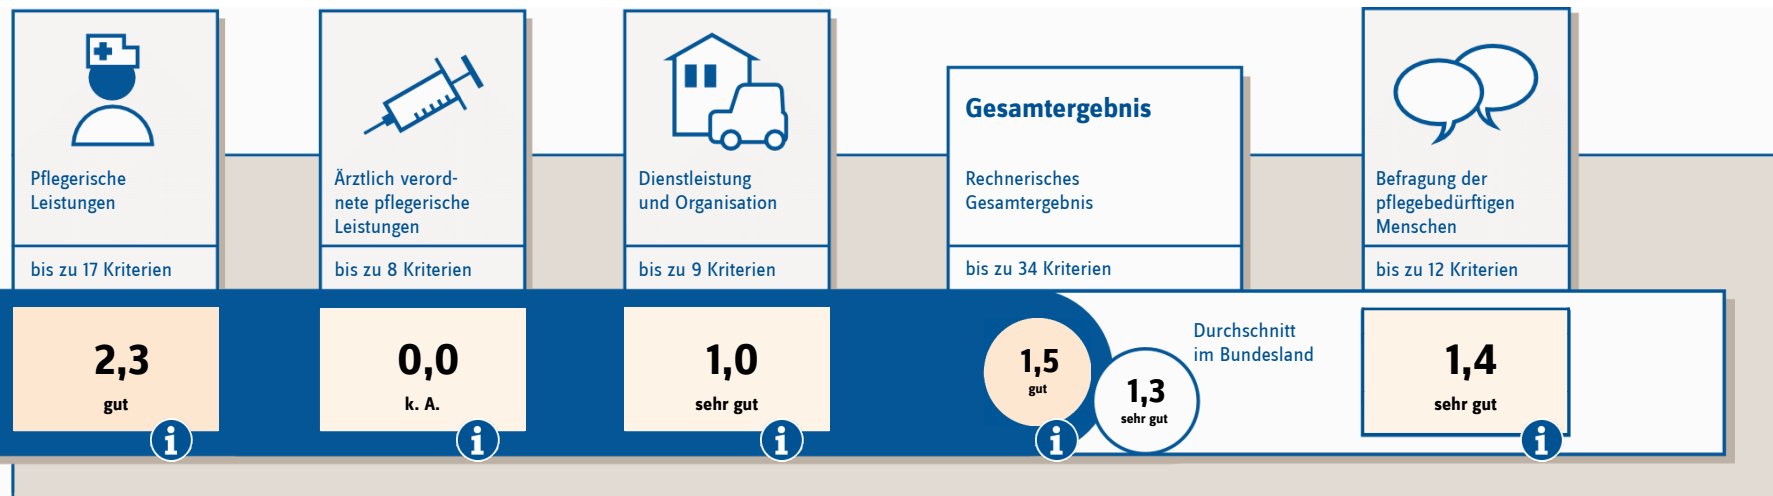 Pflegerische
Leistungen
bis zu 17 Kriterien
2,3
gut
i
Ärztlich verord-
nete pflegerische
Leistungen
bis zu 8 Kriterien
0,0
k. A.
i
Dienstleistung
und Organisation
bis zu 9 Kriterien
1,0
sehr gut
i
Gesamtergebnis
Rechnerisches
Gesamtergebnis
bis zu 34 Kriterien
1,5
gut
i
1,3
sehr gut
Durchschnitt
im Bundesland
Befragung der
pflegebedürftigen
Menschen
bis zu 12 Kriterien
1,4
sehr gut
i